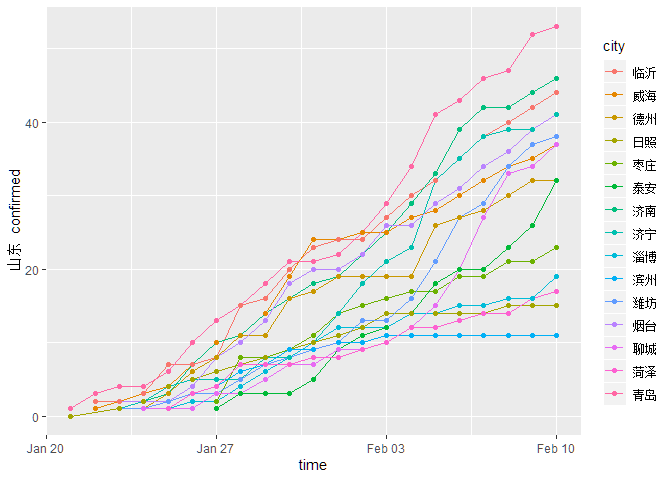 city
临沂
威海
德州
日照
枣庄
泰安
济南
济宁
淄博
滨州
潍坊
烟台
聊城
菏泽
青岛
40
20
0
山东 confirmed
Jan 20 Jan 27 Feb 03 Feb 10
time